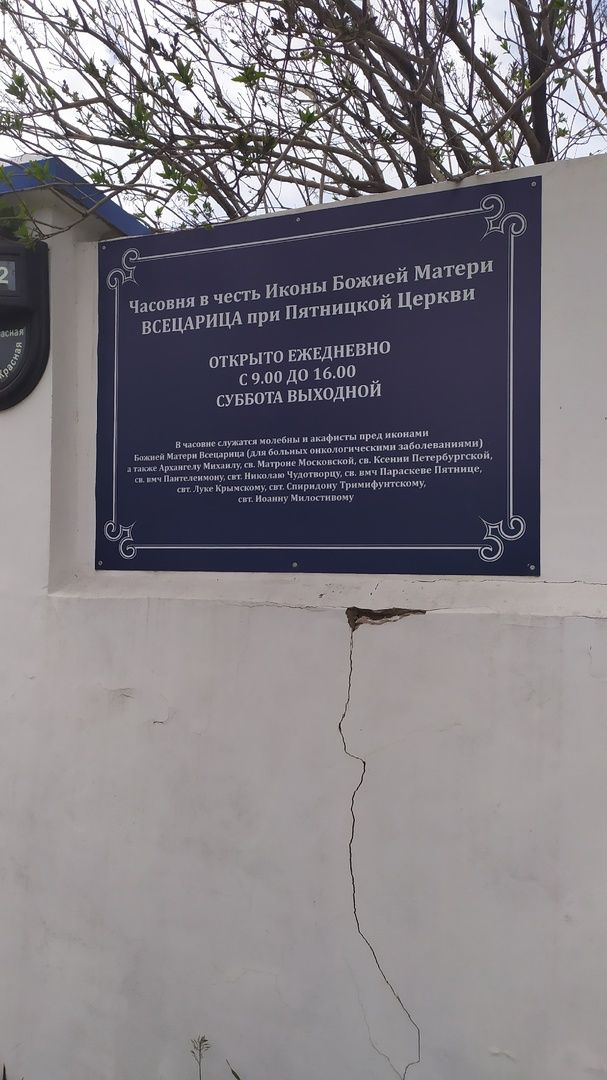 Часовня в честь Иконы Божией Матери
ВСЕЦАРИЦА при Пятницкой Церкви
ОТКРЫТО ЕЖЕДНЕВНО
С 9.00 ДО 16.00
СУББОТА ВЫХОДНОЙ
В часовне служатся молебны и акафисты пред иконами
Божией Матери Всецарица (для больных онкологическими заболеваниями)
а также Архангелу Михаилу, св. Матроне Московской, св. Ксении Петербургской,
св. вмч Пантелеимону, свт. Николаю Чудотворцу, св. вмч Параскеве Пятнице,
свт. Луке Крымскому, свт. Спиридону Тримифунтскому,
свт. Иоанну Милостивому
2